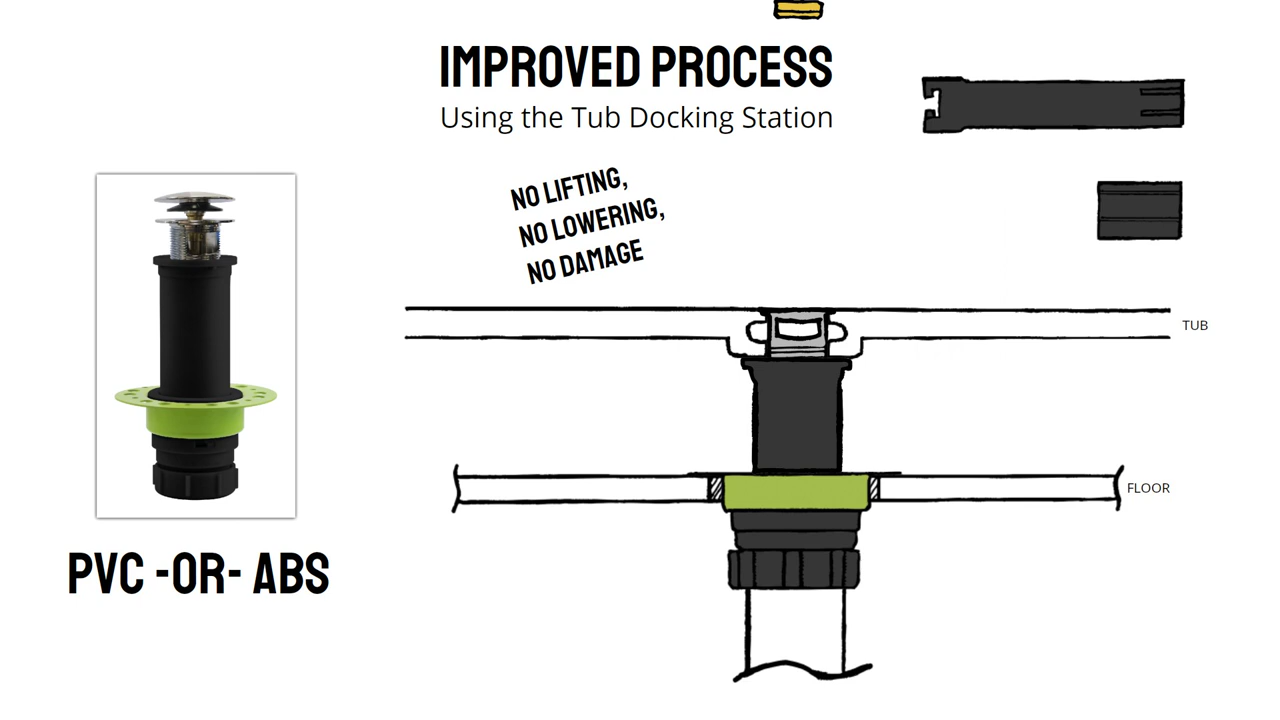 IMPROVED PROCESS
Using the Tub Docking Station
NO LIFTING,
NO LOWERING,
NO DAMAGE
TUB
FLOOR
PVC -OR- ABS